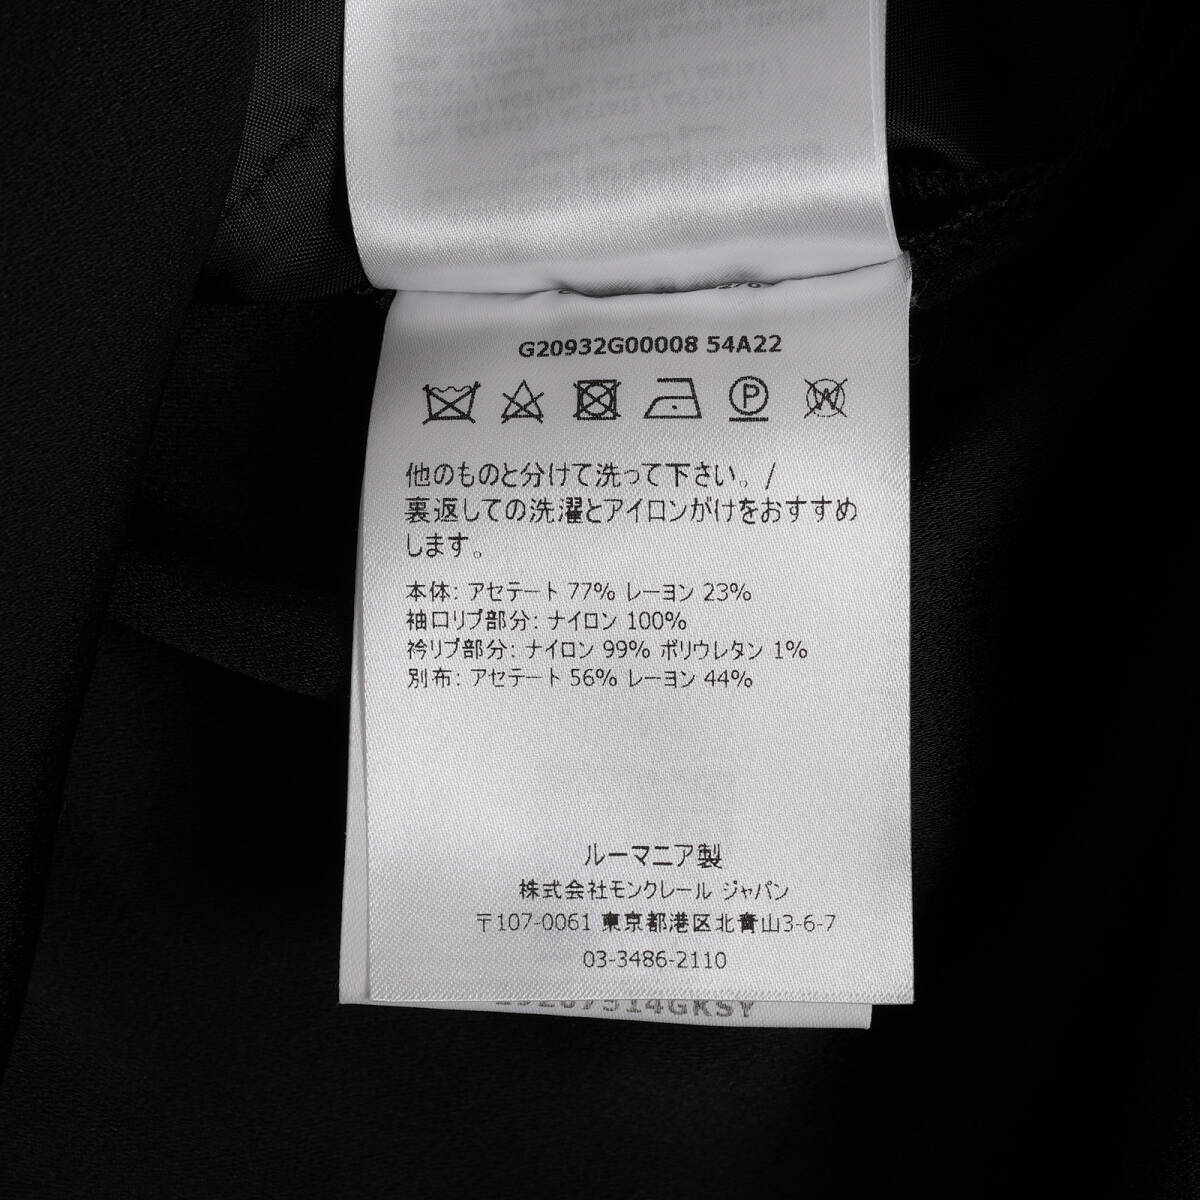 G20932G00008 54A22
P
W
他のものと分けて洗って下さい。/
裏返しての洗濯とアイロンがけをおすすめ
します。
本体: アセテート 77% レーヨン 23%
袖口リブ部分: ナイロン 100%
衿リブ部分: ナイロン 99% ポリウレタン 1%
別布: アセテート 56% レーヨン 44%
ルーマニア製
株式会社モンクレール ジャパン
〒107-0061 東京都港区北青山3-6-7
03-3486-2110